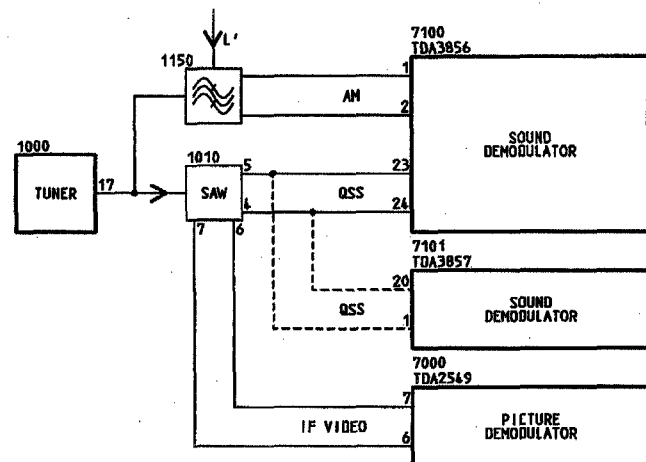 L'
1150
7100
TDA3856
1
AM
2
SOUND
DEMODULATOR
1000
TUNER
17
1010
SAW
5
4
7
6
23
QSS
24
7101
TDA3857
20
QSS
1
SOUND
DEMODULATOR
7000
TDA2549
7
IF VIDEO
6
PICTURE
DEMODULATOR